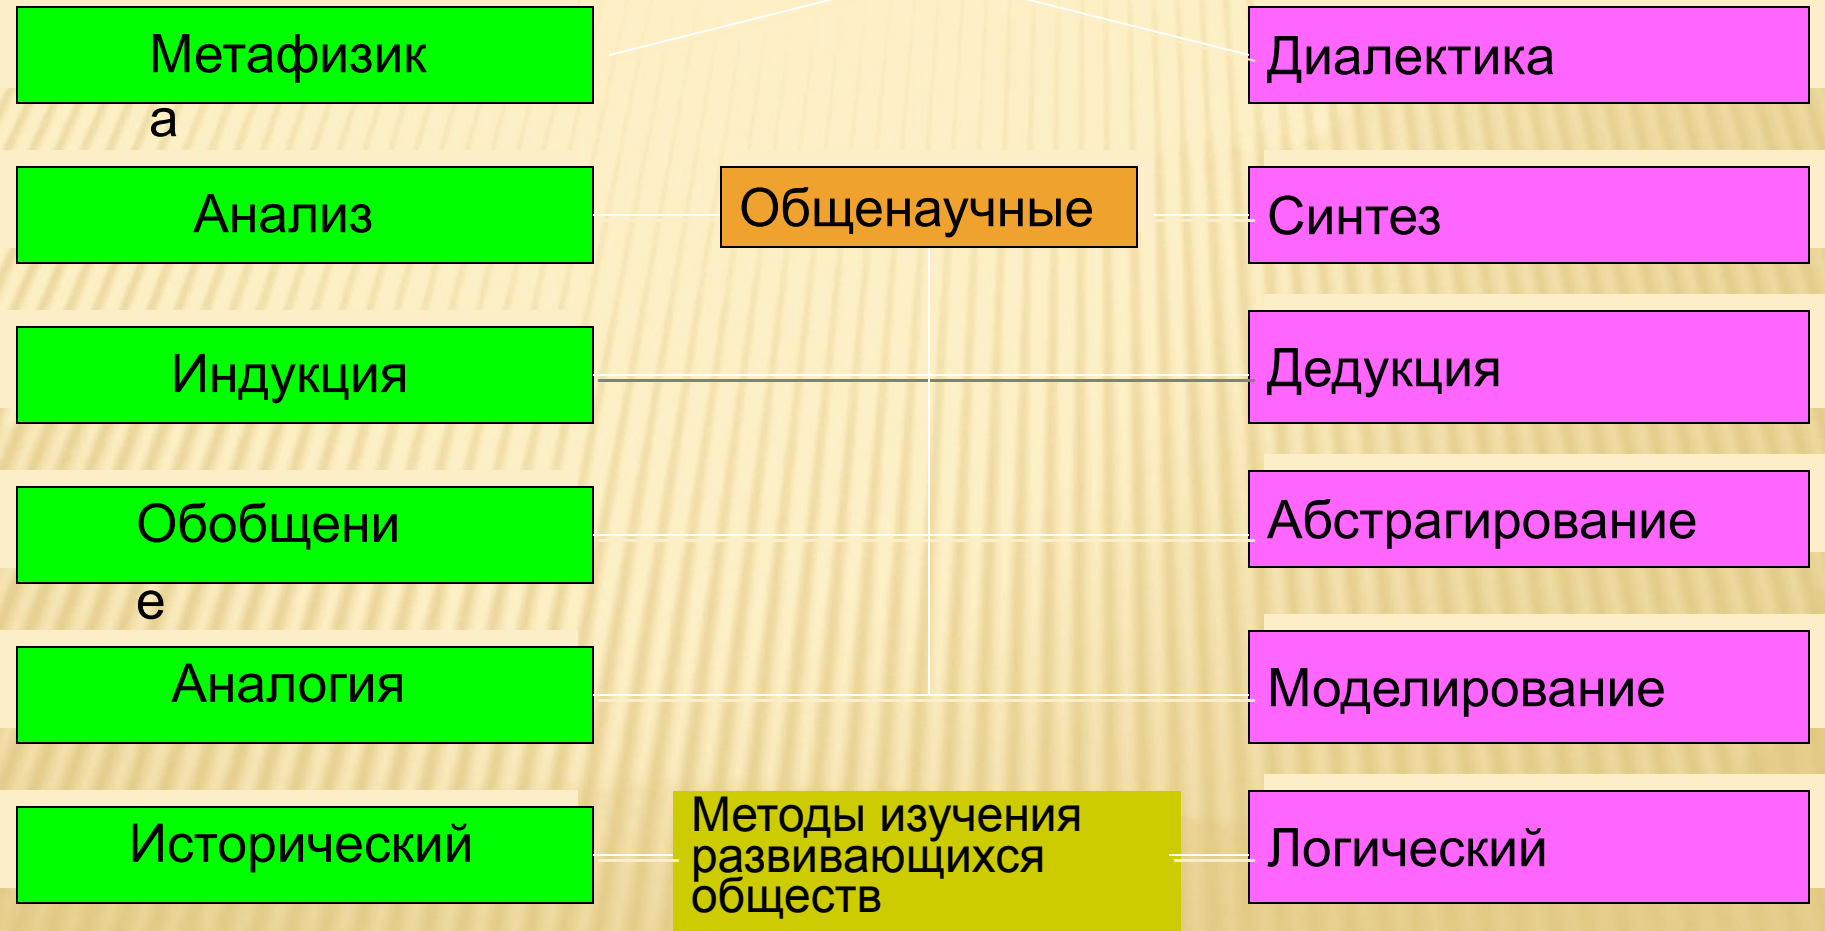 Метафизик
а
Диалектика
Анализ
Общенаучные
Синтез
Индукция
Дедукция
Обобщени
е
Абстрагирование
Аналогия
Моделирование
Исторический
Методы изучения
развивающихся
обществ
Логический